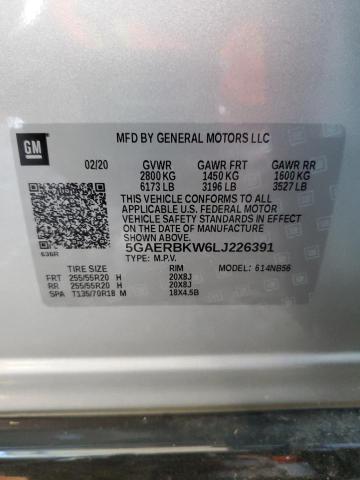 GM
MFD BY GENERAL MOTORS LLC
02/20 GVWR GAWR FRT GAWR RR
2800 KG 1450 KG 1600 KG
6173 LB 3196 LB 3527 LB
THIS VEHICLE CONFORMS TO ALL
APPLICABLE U.S. FEDERAL MOTOR
VEHICLE SAFETY STANDARDS IN EFFECT
ON THE DATE OF MANUFACTURE
SHOWN ABOVE.
5GAERBKW6LJ226391
TYPE: M.P.V.
636R
TIRE SIZE RIM MODEL: 614NB56
FRT 255/55R20 H 20X8J
RR 255/55R20 H 20X8J
SPA T135/70R18 M 18X4.5B